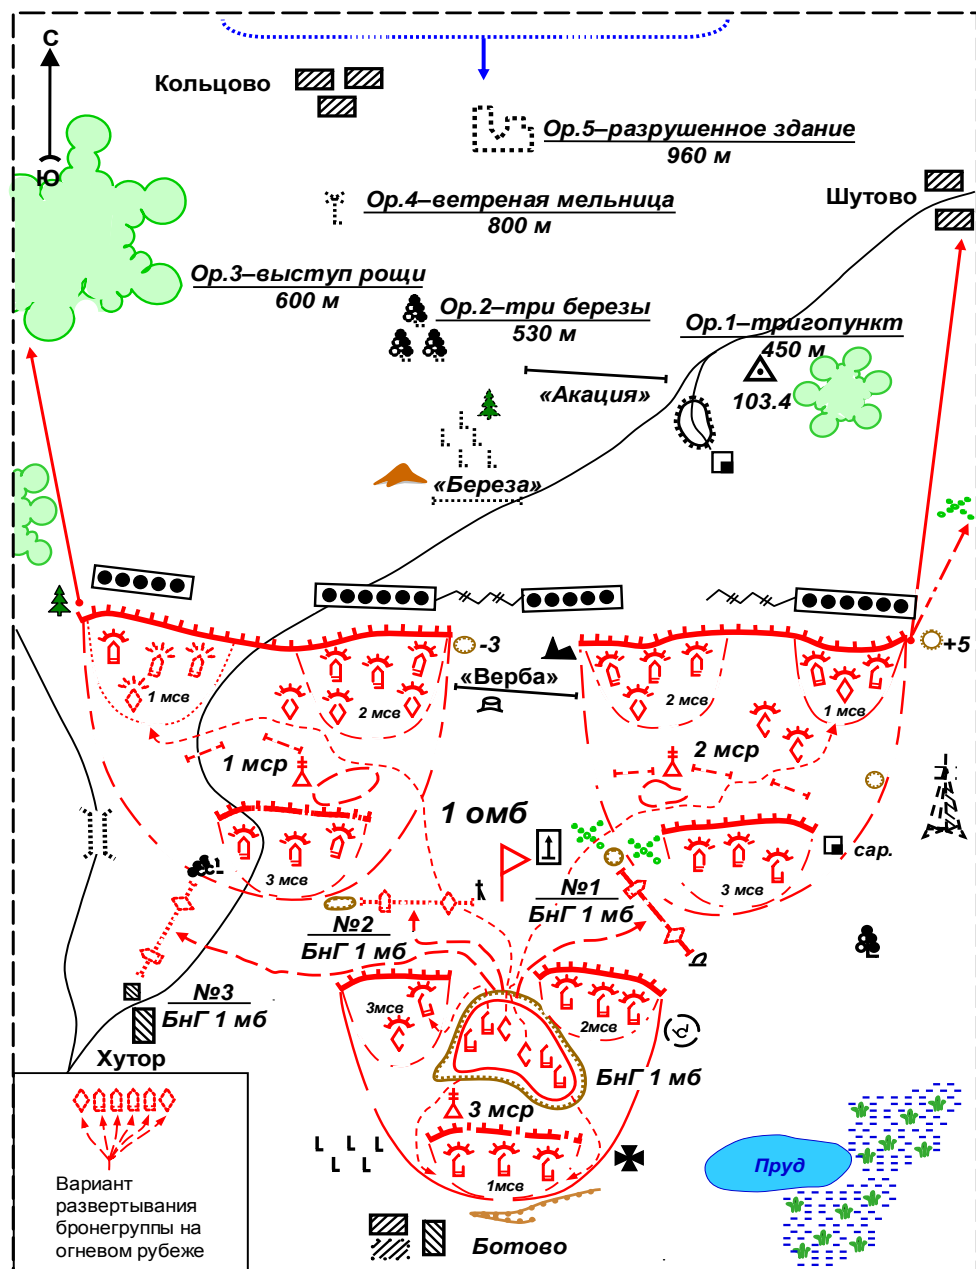 С
Ю
Кольцово
Ор.5–разрушенное здание
960 м
Шутово
Ор.4–ветреная мельница
800 м
Ор.3–выступ рощи
600 м
Ор.2–три березы
530 м
Ор.1–тригопункт
450 м
103.4
«Акация»
«Береза»
-3
+5
«Верба»
1 мсв
2 мсв
2 мсв
1 мсв
1 мср
2 мср
1 омб
3 мсв
3 мсв
сар.
№1
БнГ 1 мб
№2
БнГ 1 мб
№3
БнГ 1 мб
Хутор
3мсв
2мсв
БнГ 1 мб
3 мср
1мсв
Пруд
Ботово
Вариант
развертывания
бронегруппы на
огневом рубеже